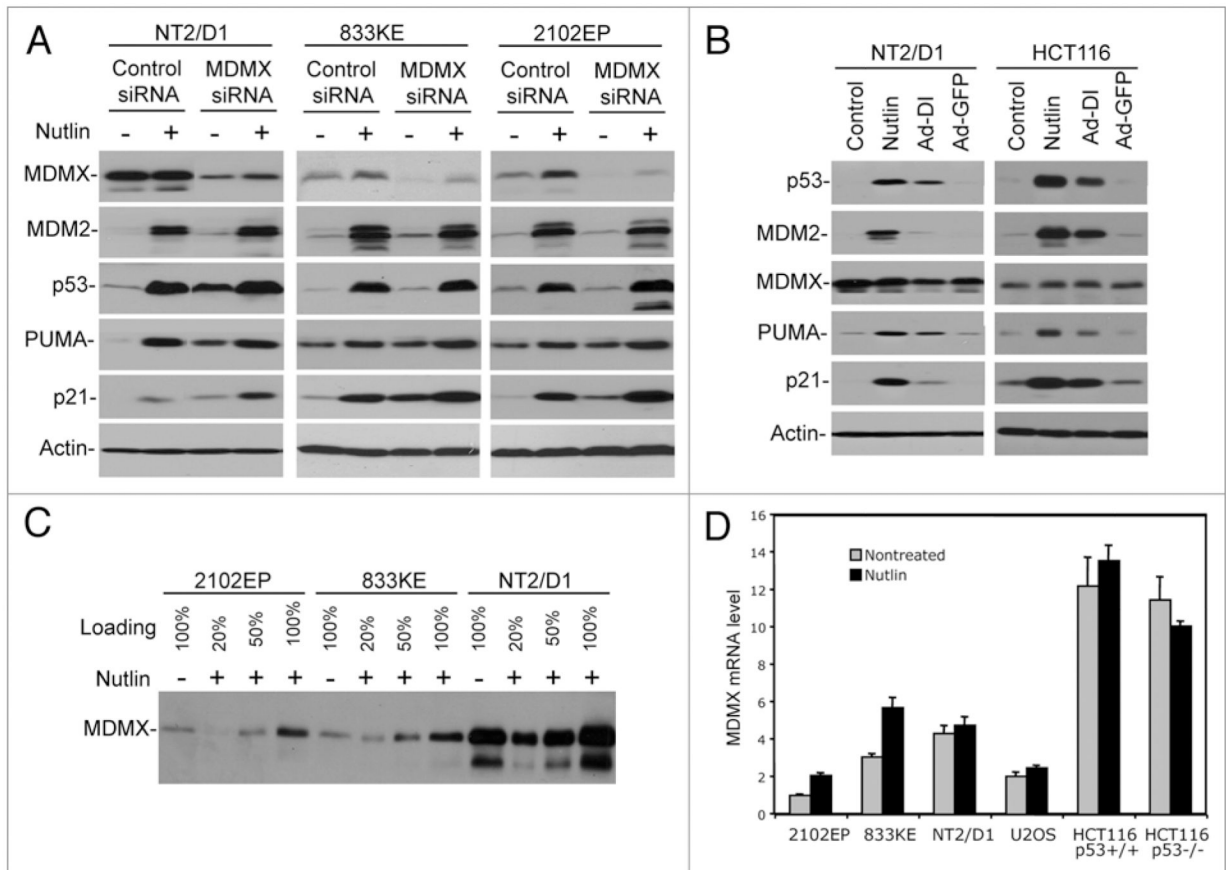 A
NT2/D1 833KE 2102EP
Control siRNA MDMX siRNA Control siRNA MDMX siRNA Control siRNA MDMX siRNA
Nutlin - + - + - + - + - + - +
MDMX-
MDM2-
p53-
PUMA-
p21-
Actin-
B
NT2/D1 HCT116
Control Nutlin Ad-DI Ad-GFP Control Nutlin Ad-DI Ad-GFP
p53-
MDM2-
MDMX-
PUMA-
p21-
Actin-
C
2102EP 833KE NT2/D1
Loading 100% 20% 50% 100% 100% 20% 50% 100% 100% 20% 50% 100%
Nutlin - + + + - + + + - + + +
MDMX-
D
MDMX mRNA level
16
14
12
10
8
6
4
2
0
Nontreated
Nutlin
2102EP 833KE NT2/D1 U2OS HCT116 HCT116
p53+/+ p53-/-